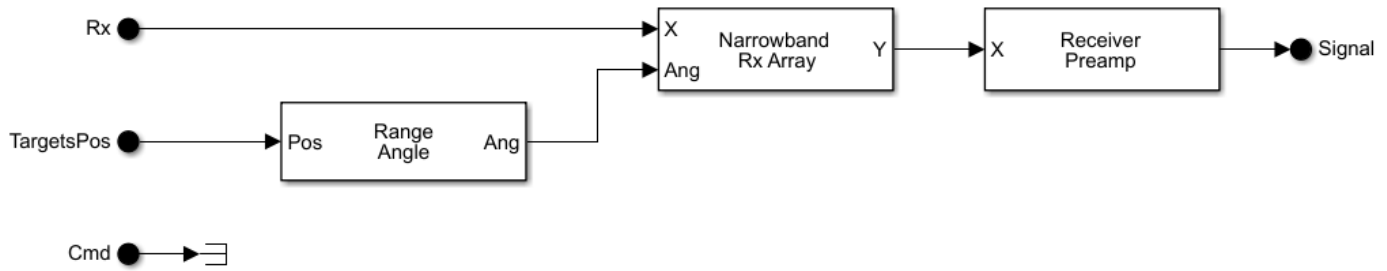 Rx
X
Ang
Narrowband
Rx Array
Y
X
Receiver
Preamp
Signal
TargetsPos
Pos
Range
Angle
Ang
Cmd